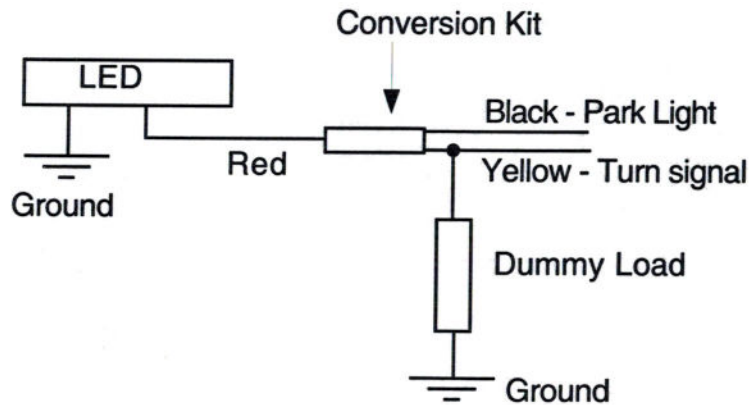 Conversion Kit
LED
Black - Park Light
Red
Yellow - Turn signal
Ground
Dummy Load
Ground